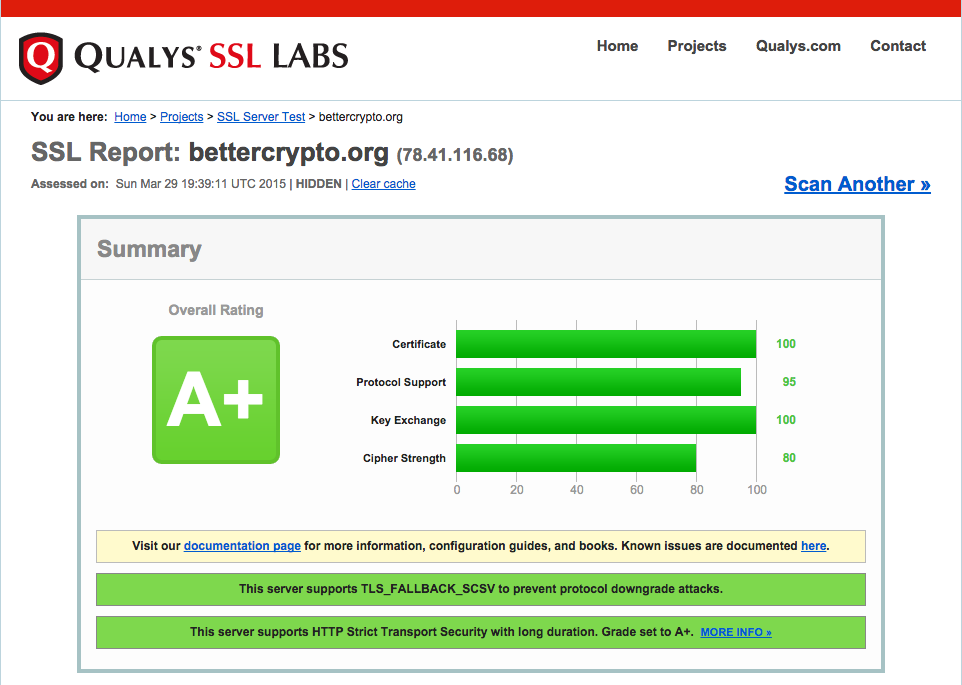 QUALYS® SSL LABS
Home Projects Qualys.com Contact
You are here: Home > Projects > SSL Server Test > bettercrypto.org
SSL Report: bettercrypto.org (78.41.116.68)
Assessed on: Sun Mar 29 19:39:11 UTC 2015 | HIDDEN | Clear cache
Scan Another »
Summary
Overall Rating
A+
Certificate 100
Protocol Support 95
Key Exchange 100
Cipher Strength 80
0 20 40 60 80 100
Visit our documentation page for more information, configuration guides, and books. Known issues are documented here.
This server supports TLS_FALLBACK_SCSV to prevent protocol downgrade attacks.
This server supports HTTP Strict Transport Security with long duration. Grade set to A+. MORE INFO »